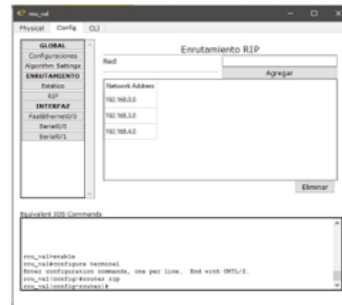 rou_val
Physical Config CLI
GLOBAL
Configuraciones
Algorithm Settings
ENRUTAMIENTO
Estático
RIP
INTERFAZ
FastEthernet0/0
Serial0/0
Serial0/1
Enrutamiento RIP
Red
Agregar
Network Address
192.168.0.0
192.168.3.0
192.168.4.0
Eliminar
Equivalent IOS Commands
rou_val>enable
rou_val#configure terminal
Enter configuration commands, one per line. End with CNTL/Z.
rou_val(config)#router rip
rou_val(config-router)#